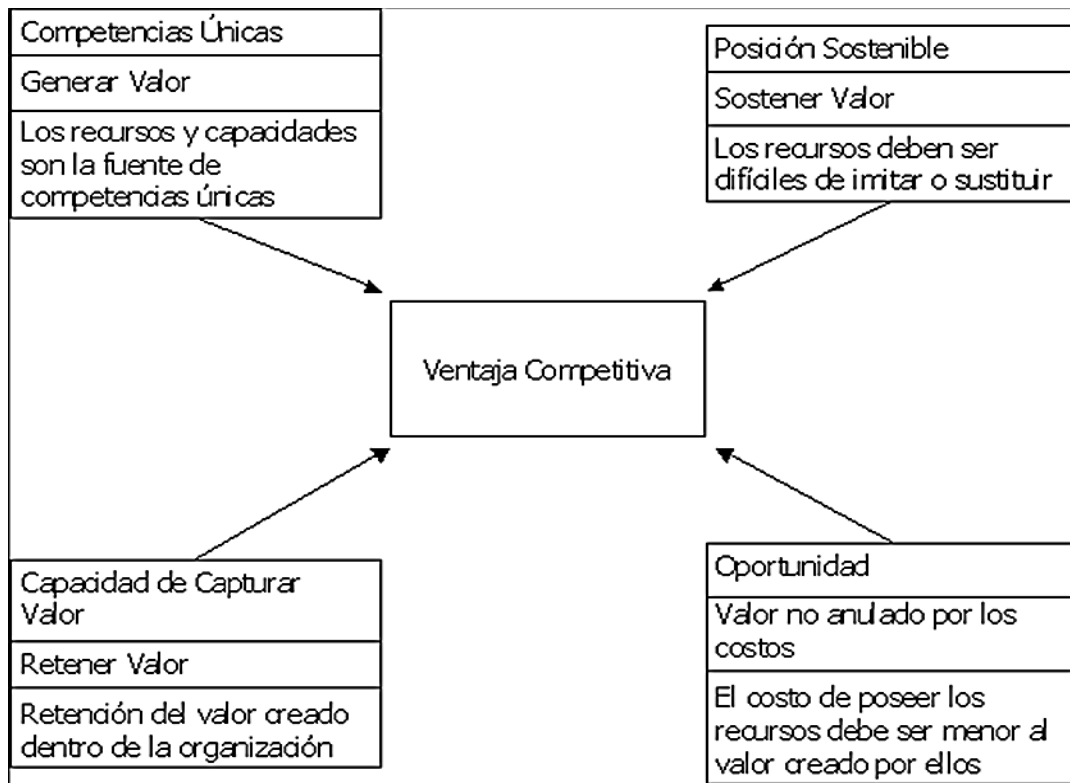 Competencias Únicas
Generar Valor
Los recursos y capacidades
son la fuente de
competencias únicas
Posición Sostenible
Sostener Valor
Los recursos deben ser
difíciles de imitar o sustituir
Ventaja Competitiva
Capacidad de Capturar
Valor
Retener Valor
Retención del valor creado
dentro de la organización
Oportunidad
Valor no anulado por los
costos
El costo de poseer los
recursos debe ser menor al
valor creado por ellos